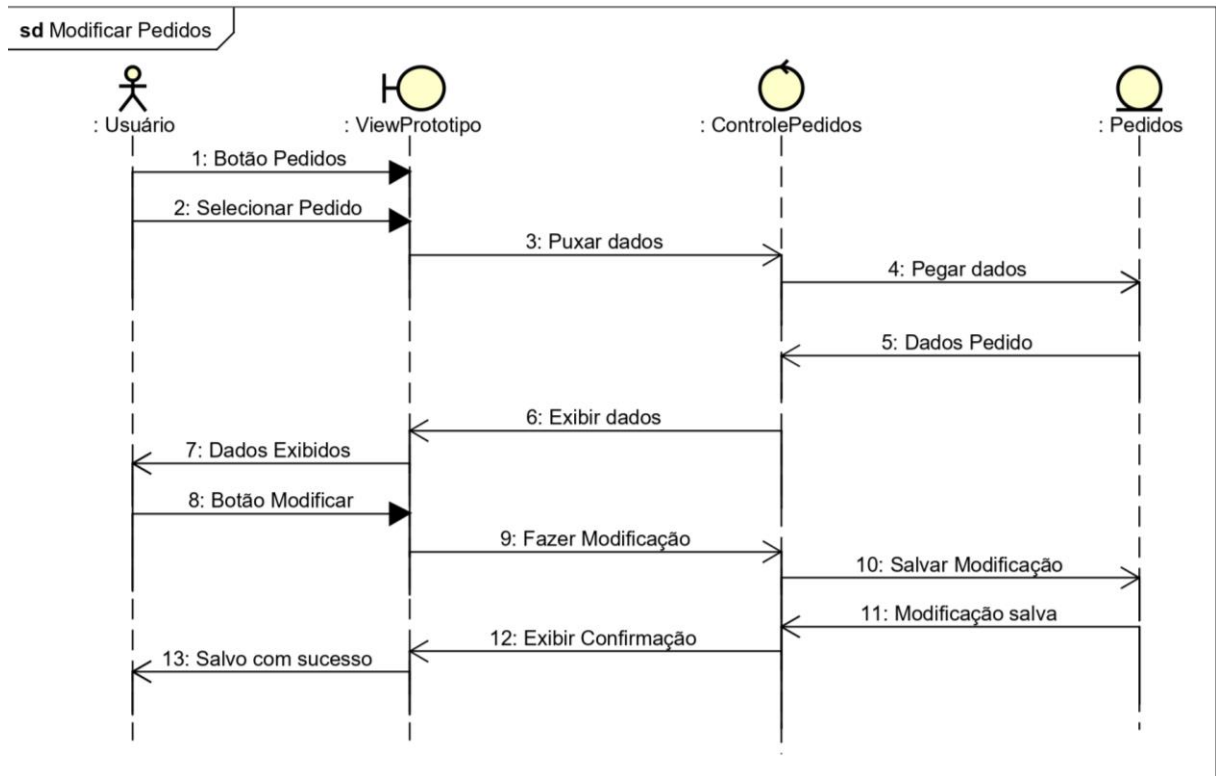 sd Modificar Pedidos
: Usuário
: ViewPrototipo
: ControlePedidos
: Pedidos
1: Botão Pedidos
2: Selecionar Pedido
3: Puxar dados
4: Pegar dados
5: Dados Pedido
6: Exibir dados
7: Dados Exibidos
8: Botão Modificar
9: Fazer Modificação
10: Salvar Modificação
11: Modificação salva
12: Exibir Confirmação
13: Salvo com sucesso